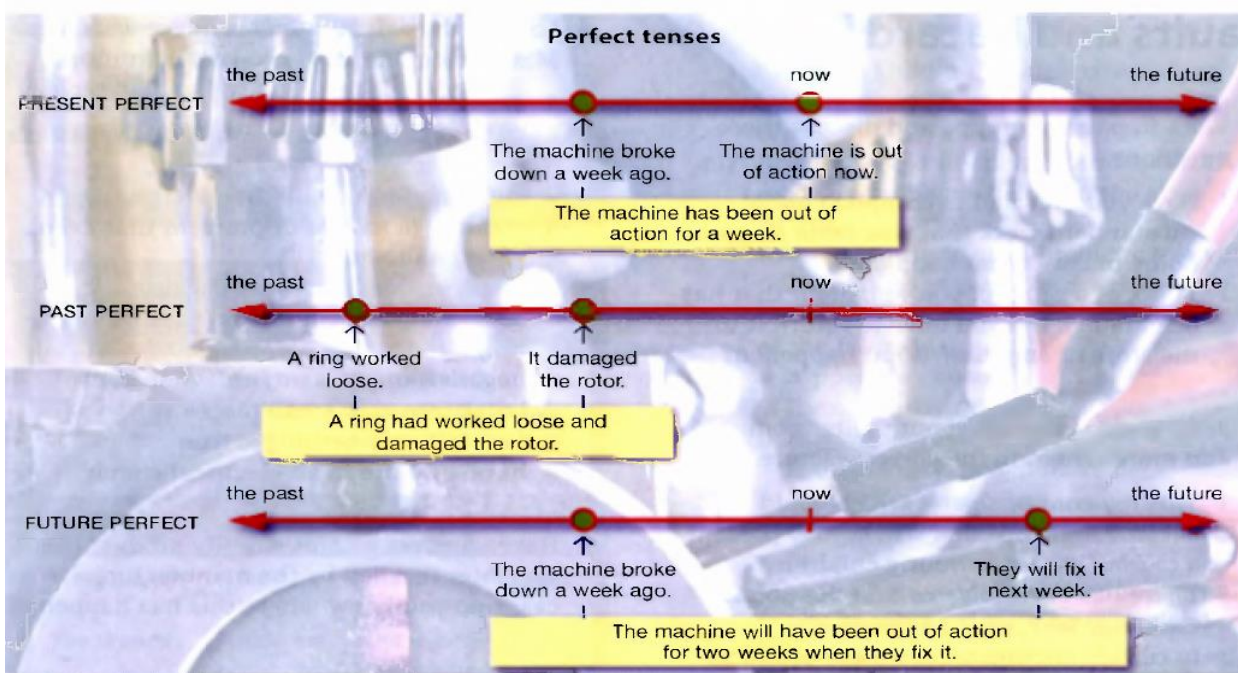 Perfect tenses
the past now the future
PRESENT PERFECT
The machine broke The machine is out
down a week ago. of action now.
The machine has been out of
action for a week.
the past now the future
PAST PERFECT
A ring worked It damaged
loose. the rotor.
A ring had worked loose and
damaged the rotor.
the past now the future
FUTURE PERFECT
The machine broke They will fix it
down a week ago. next week.
The machine will have been out of action
for two weeks when they fix it.